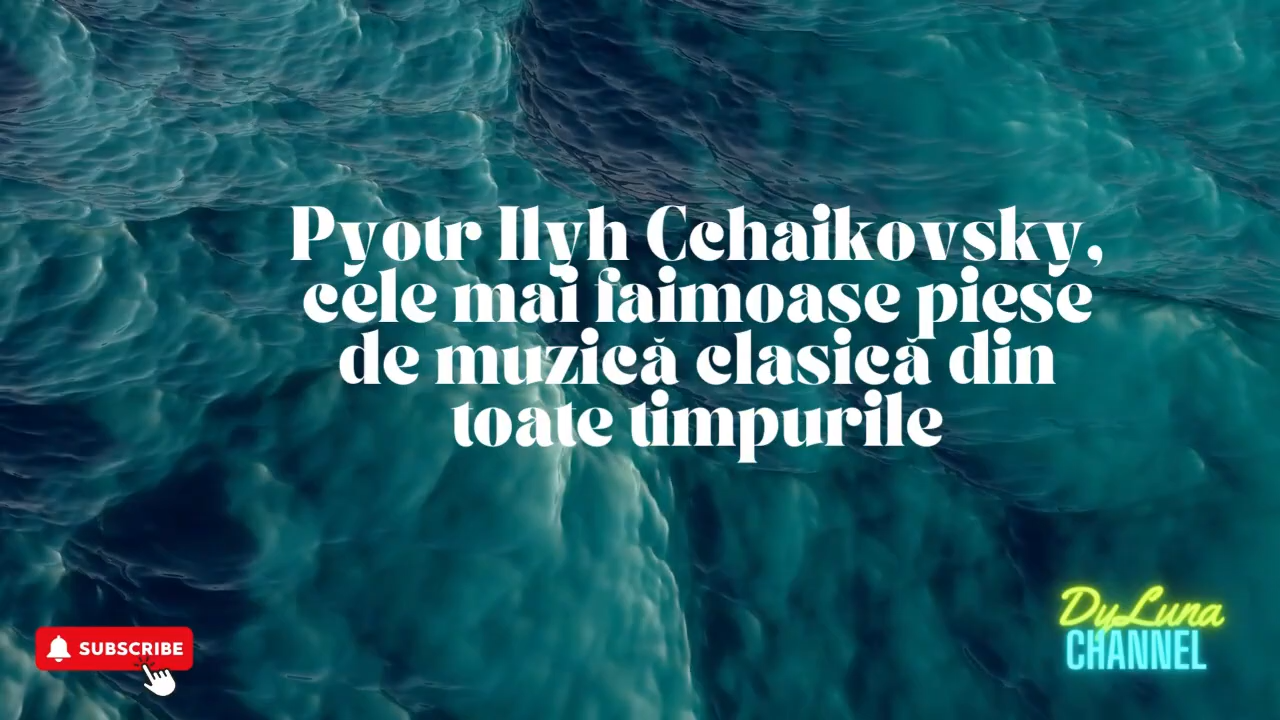 Pyotr Ilyh Cchaikovsky,
cele mai faimoase piese
de muzică clasică din
toate timpurile
SUBSCRIBE
DyLuna
CHANNEL